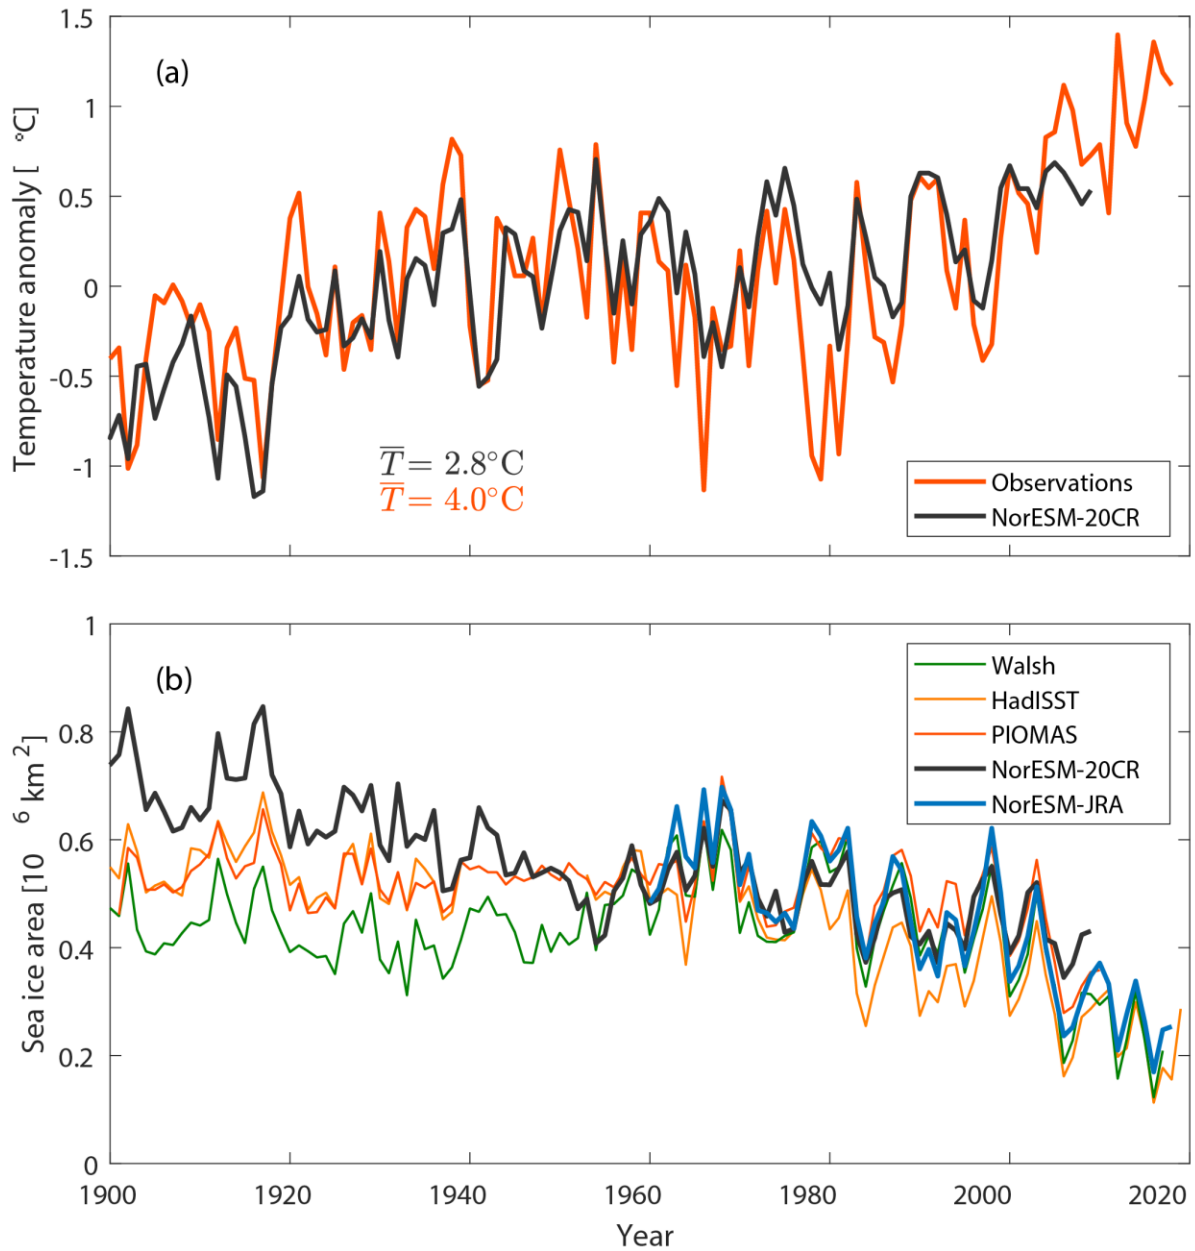 1.5
1
0.5
0
-0.5
-1
-1.5
Temperature anomaly [ °C]
(a)
T = 2.8°C
T = 4.0°C
Observations
NorESM-20CR
1
0.8
0.6
0.4
0.2
0
Sea ice area [10 6 km2]
(b)
Walsh
HadISST
PIOMAS
NorESM-20CR
NorESM-JRA
1900 1920 1940 1960 1980 2000 2020
Year